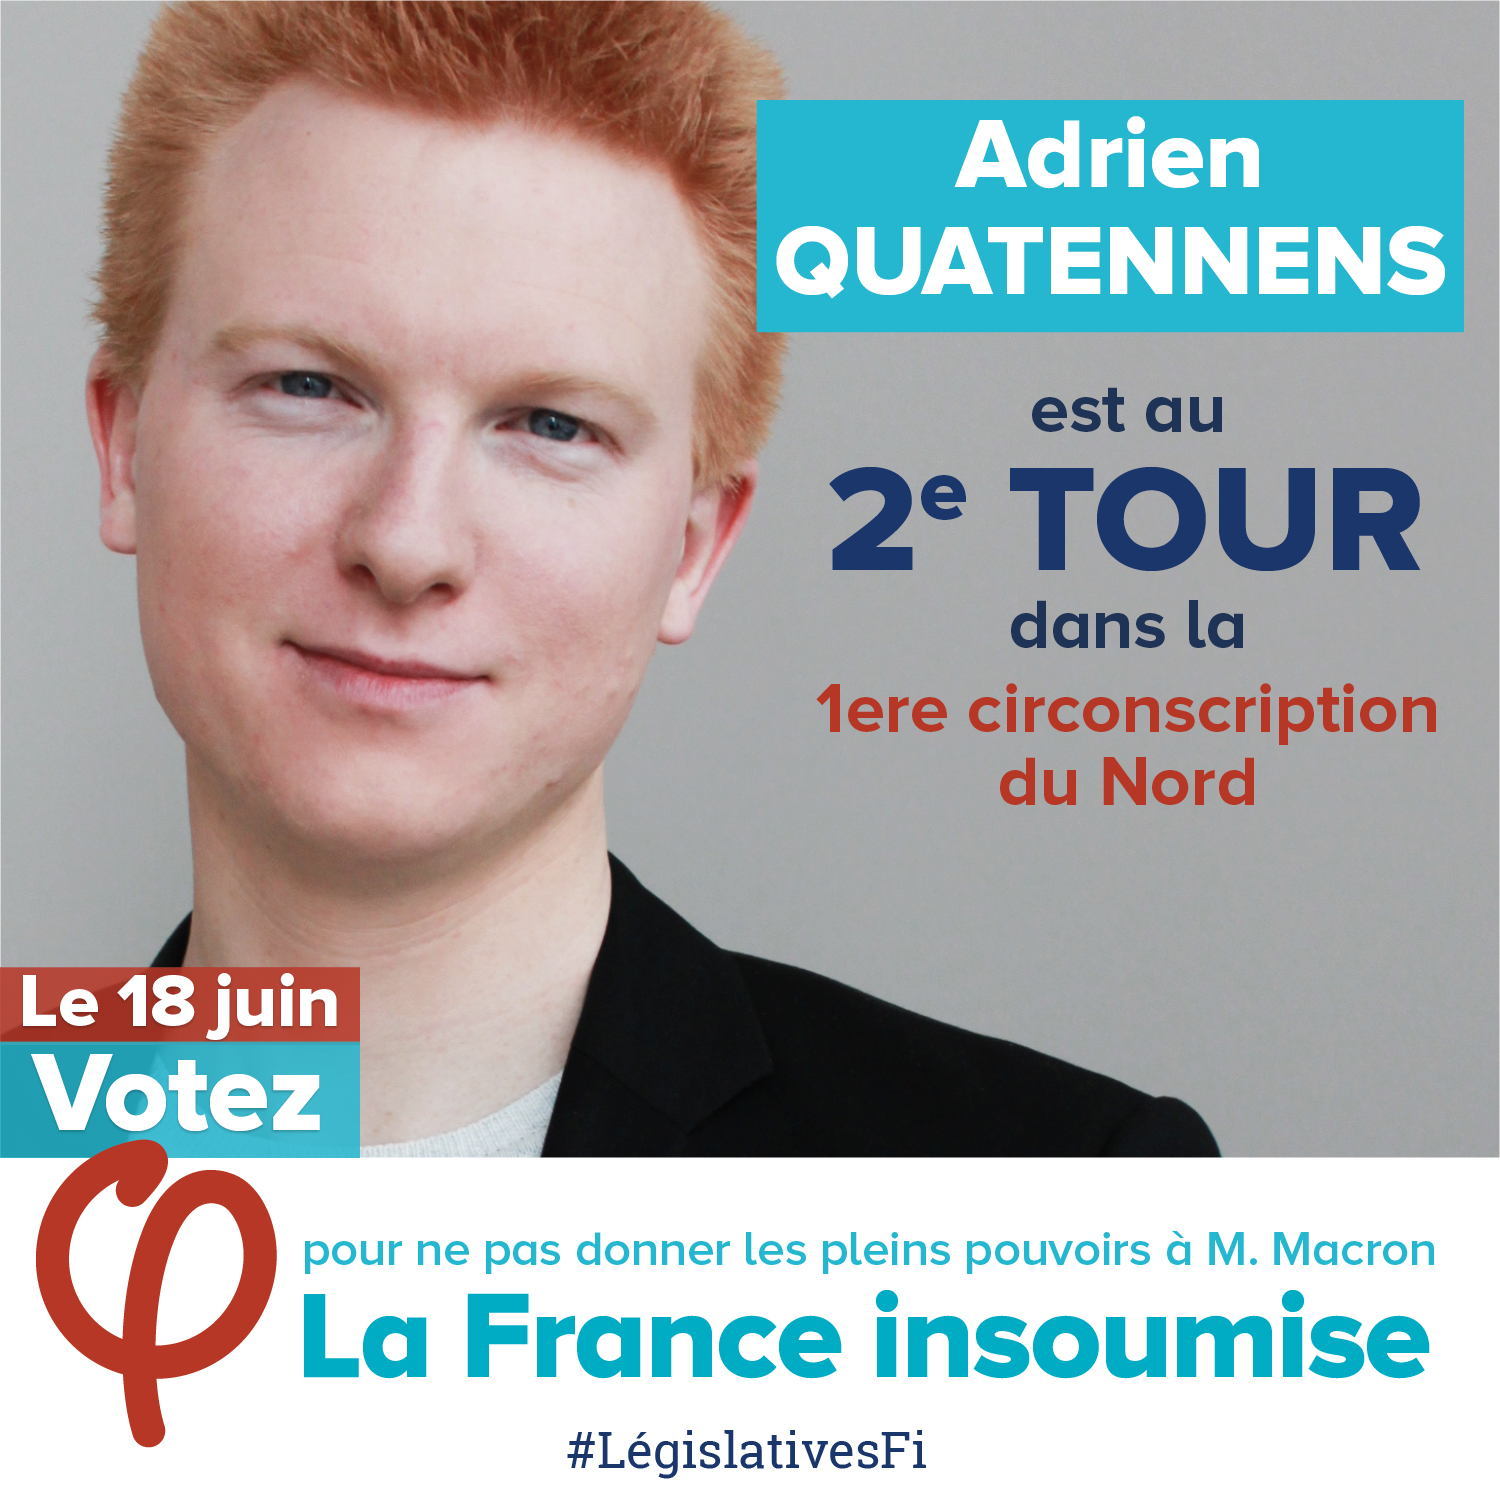 Adrien
QUATENNENS
est au
2e TOUR
dans la
1ere circonscription
du Nord
Le 18 juin
Votez
φ
pour ne pas donner les pleins pouvoirs à M. Macron
La France insoumise
#LégislativesFi